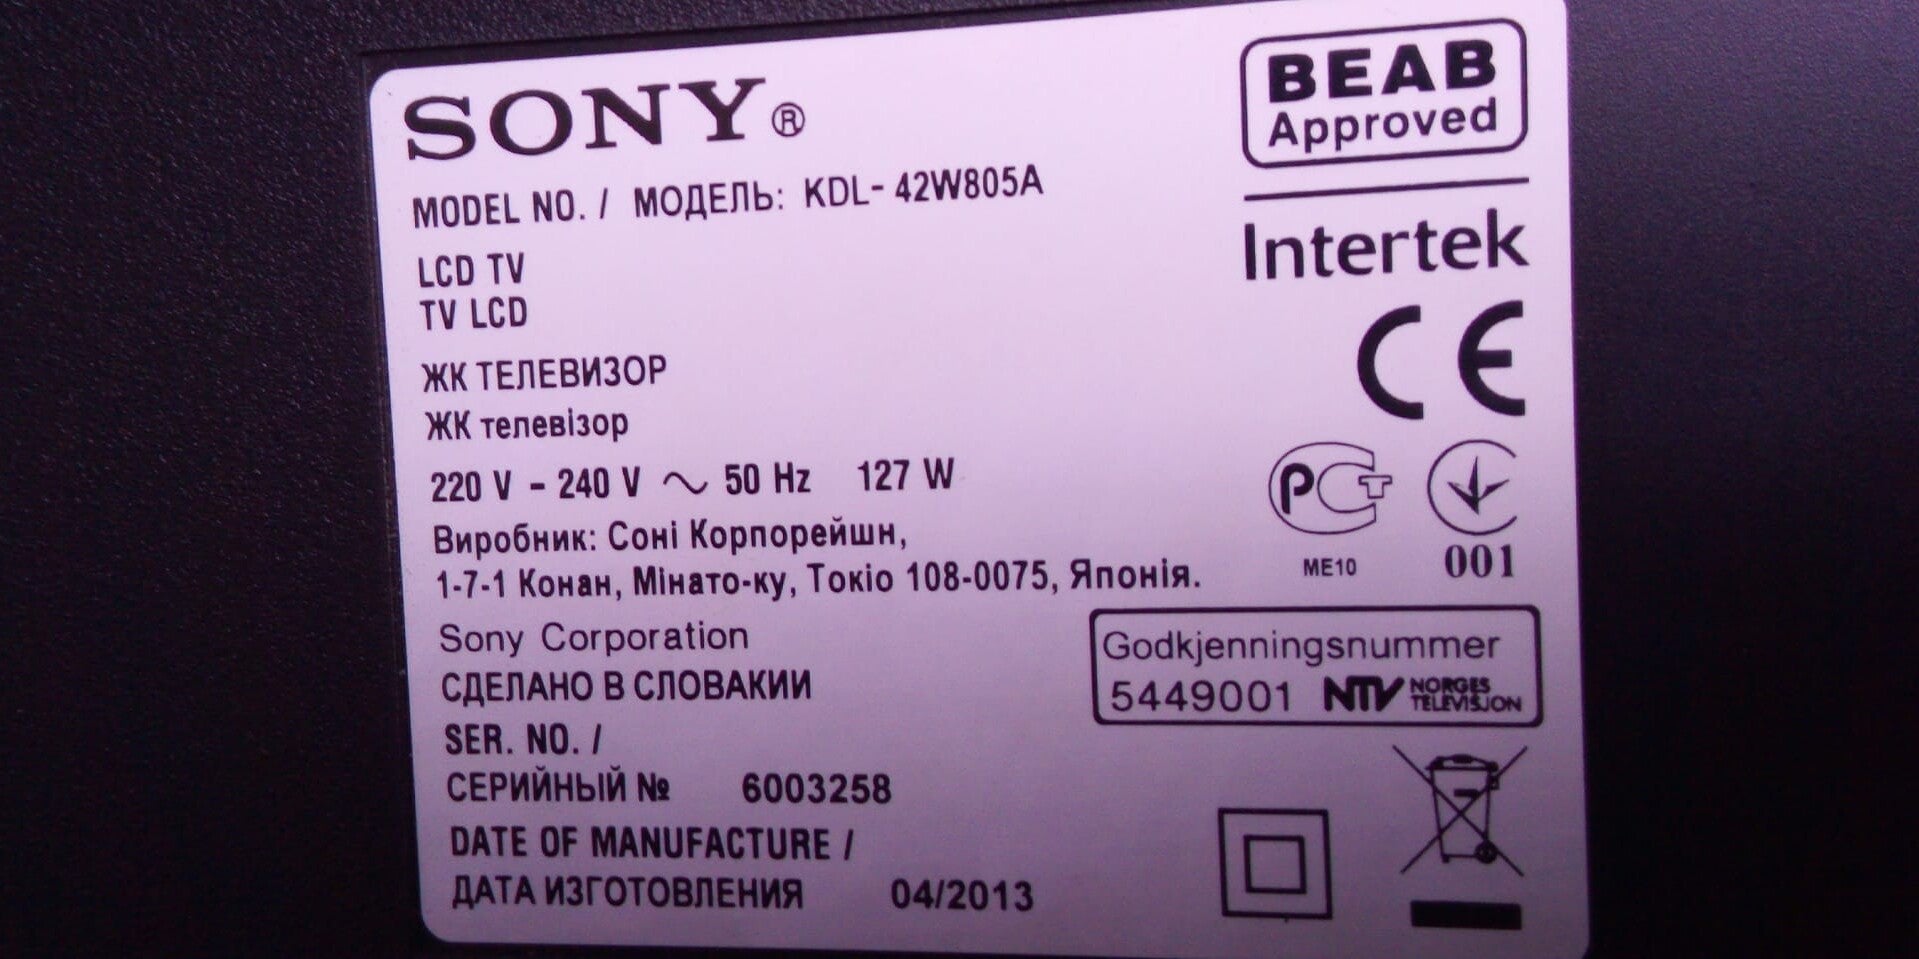 SONY®
MODEL NO. / МОДЕЛЬ: KDL- 42W805A
LCD TV
TV LCD
ЖК ТЕЛЕВИЗОР
ЖК телевізор
220 V - 240 V ~ 50 Hz 127 W
Виробник: Соні Корпорейшн,
1-7-1 Конан, Мінато-ку, Токіо 108-0075, Японія.
Sony Corporation
СДЕЛАНО В СЛОВАКИИ
SER. NO. /
СЕРИЙНЫЙ № 6003258
DATE OF MANUFACTURE /
ДАТА ИЗГОТОВЛЕНИЯ 04/2013
BEAB
Approved
Intertek
CE
РСТ
ME10
001
Godkjenningsnummer
5449001 NTV NORGES
TELEVISJON